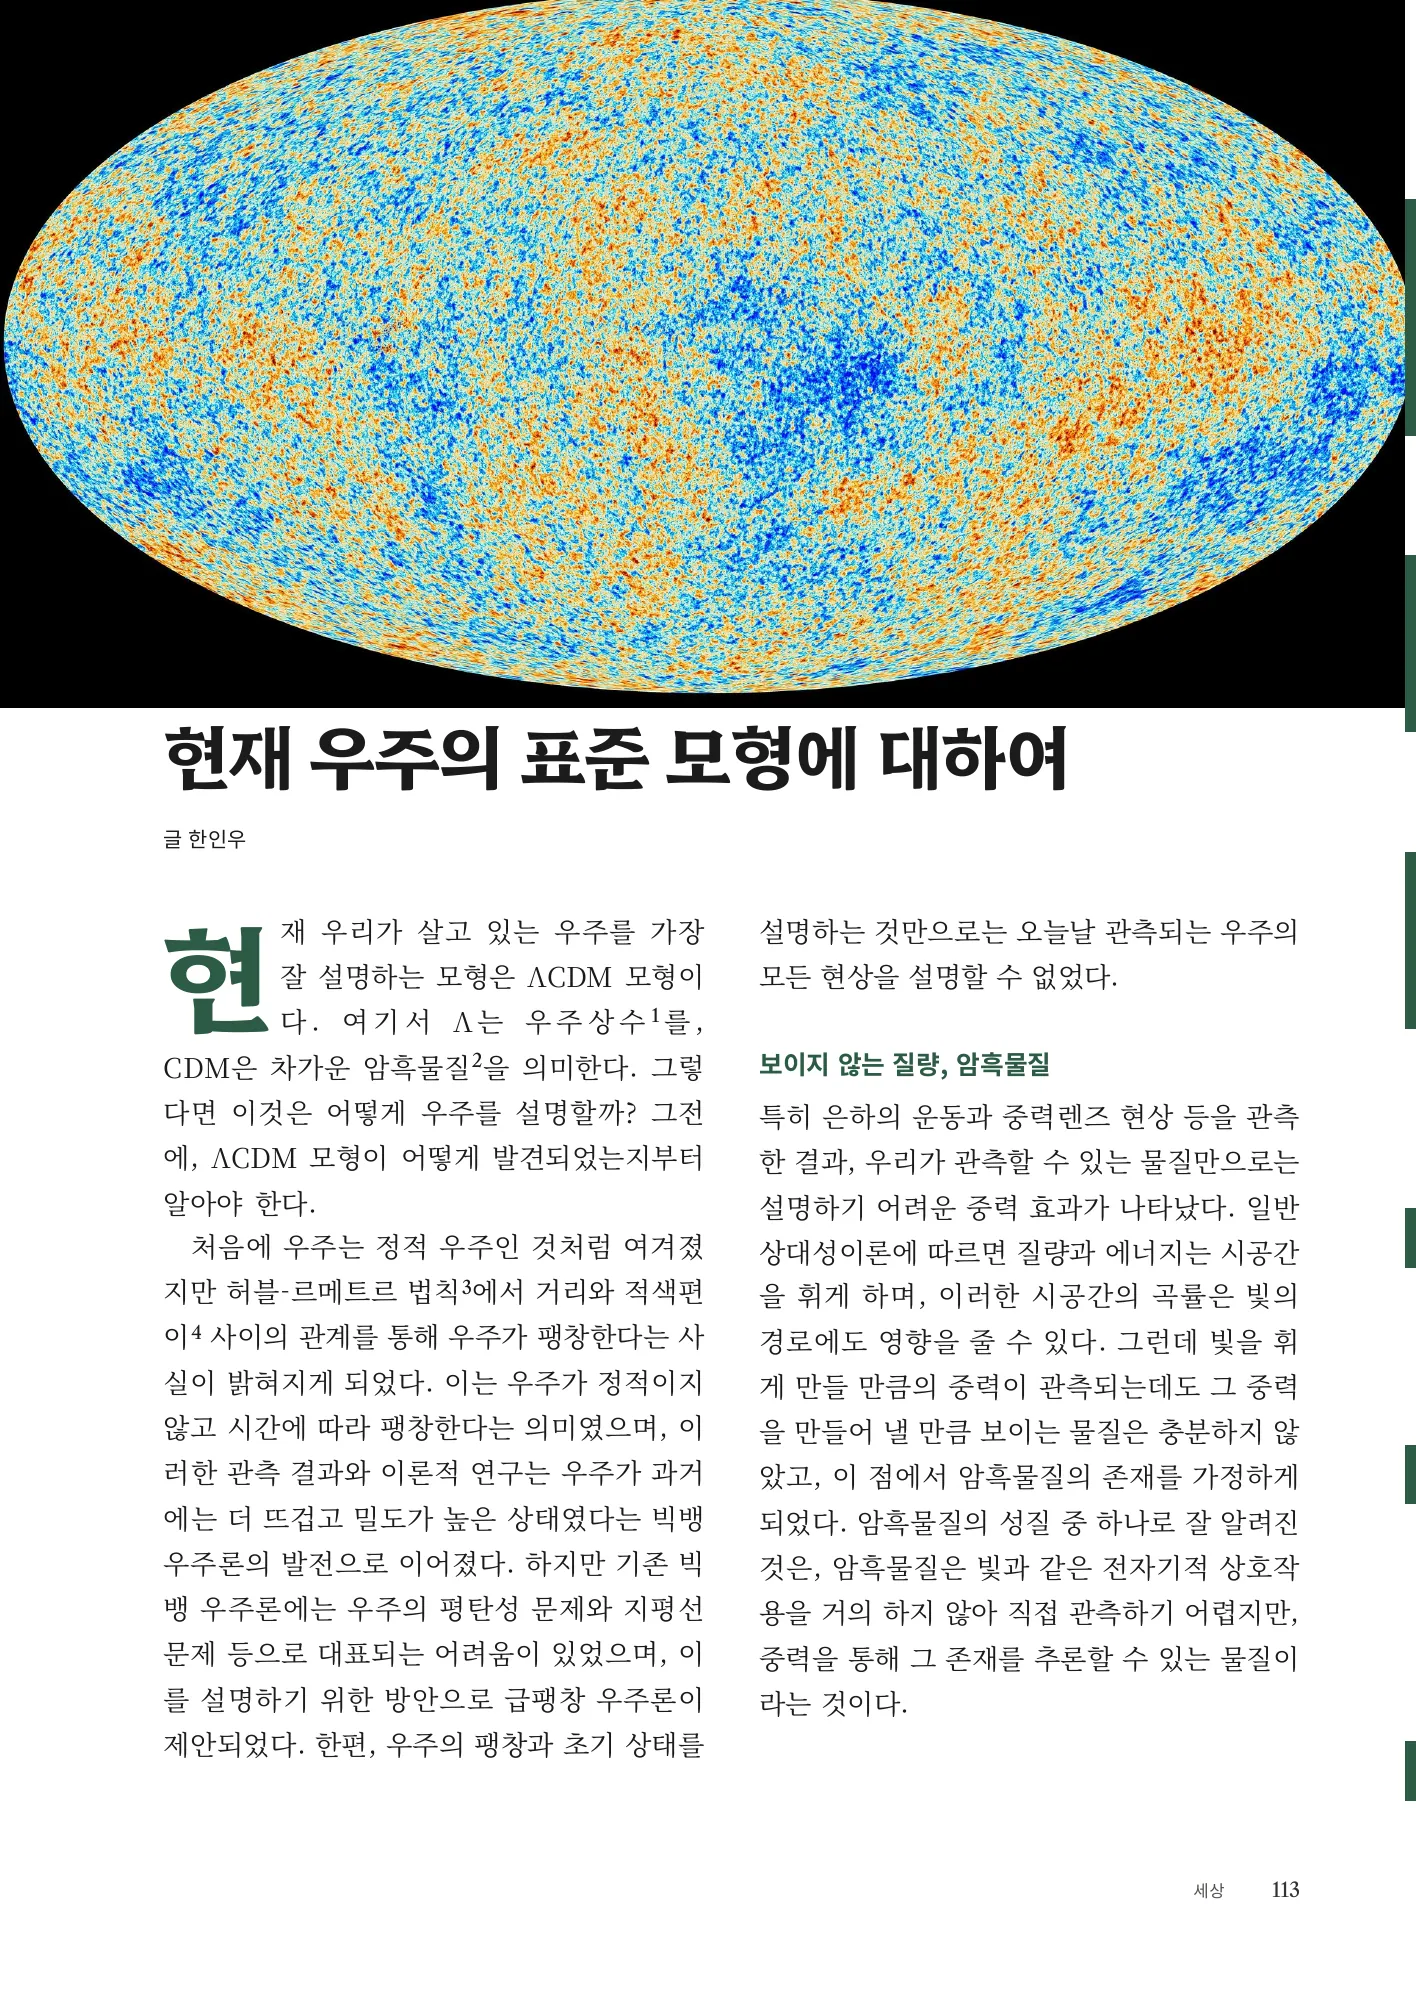 현재 우주의 표준 모형에 대하여
글 한인우
현재 우리가 살고 있는 우주를 가장
잘 설명하는 모형은 ΛCDM 모형이
다. 여기서 Λ는 우주상수1를,
CDM은 차가운 암흑물질2을 의미한다. 그렇
다면 이것은 어떻게 우주를 설명할까? 그전
에, ΛCDM 모형이 어떻게 발견되었는지부터
알아야 한다.
처음에 우주는 정적 우주인 것처럼 여겨졌
지만 허블-르메트르 법칙3에서 거리와 적색편
이4 사이의 관계를 통해 우주가 팽창한다는 사
실이 밝혀지게 되었다. 이는 우주가 정적이지
않고 시간에 따라 팽창한다는 의미였으며, 이
러한 관측 결과와 이론적 연구는 우주가 과거
에는 더 뜨겁고 밀도가 높은 상태였다는 빅뱅
우주론의 발전으로 이어졌다. 하지만 기존 빅
뱅 우주론에는 우주의 평탄성 문제와 지평선
문제 등으로 대표되는 어려움이 있었으며, 이
를 설명하기 위한 방안으로 급팽창 우주론이
제안되었다. 한편, 우주의 팽창과 초기 상태를
설명하는 것만으로는 오늘날 관측되는 우주의
모든 현상을 설명할 수 없었다.
보이지 않는 질량, 암흑물질
특히 은하의 운동과 중력렌즈 현상 등을 관측
한 결과, 우리가 관측할 수 있는 물질만으로는
설명하기 어려운 중력 효과가 나타났다. 일반
상대성이론에 따르면 질량과 에너지는 시공간
을 휘게 하며, 이러한 시공간의 곡률은 빛의
경로에도 영향을 줄 수 있다. 그런데 빛을 휘
게 만들 만큼의 중력이 관측되는데도 그 중력
을 만들어 낼 만큼 보이는 물질은 충분하지 않
았고, 이 점에서 암흑물질의 존재를 가정하게
되었다. 암흑물질의 성질 중 하나로 잘 알려진
것은, 암흑물질은 빛과 같은 전자기적 상호작
용을 거의 하지 않아 직접 관측하기 어렵지만,
중력을 통해 그 존재를 추론할 수 있는 물질이
라는 것이다.
세상 113